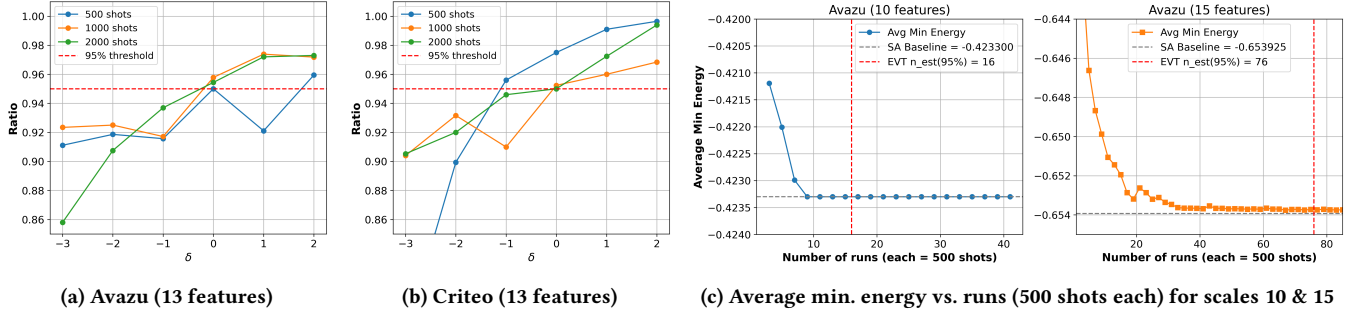 500 shots
1000 shots
2000 shots
95% threshold
1.00
0.98
0.96
0.94
0.92
0.90
0.88
0.86
Ratio
−3
−2
−1
0
1
2
δ
(a) Avazu (13 features)
500 shots
1000 shots
2000 shots
95% threshold
1.00
0.98
0.96
0.94
0.92
0.90
0.88
0.86
Ratio
−3
−2
−1
0
1
2
δ
(b) Criteo (13 features)
Avazu (10 features)
Avg Min Energy
SA Baseline = -0.423300
EVT n_est(95%) = 16
−0.4200
−0.4205
−0.4210
−0.4215
−0.4220
−0.4225
−0.4230
−0.4235
−0.4240
Average Min Energy
10
20
30
40
Number of runs (each = 500 shots)
Avazu (15 features)
Avg Min Energy
SA Baseline = -0.653925
EVT n_est(95%) = 76
−0.644
−0.646
−0.648
−0.650
−0.652
−0.654
20
40
60
80
Number of runs (each = 500 shots)
(c) Average min. energy vs. runs (500 shots each) for scales 10 & 15